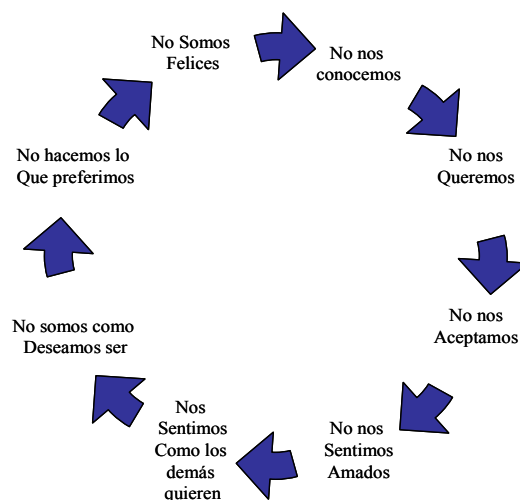 No Somos
Felices
No nos
conocemos
No nos
Queremos
No nos
Aceptamos
No nos
Sentimos
Amados
Nos
Sentimos
Como los
demás
quieren
No somos como
Deseamos ser
No hacemos lo
Que preferimos